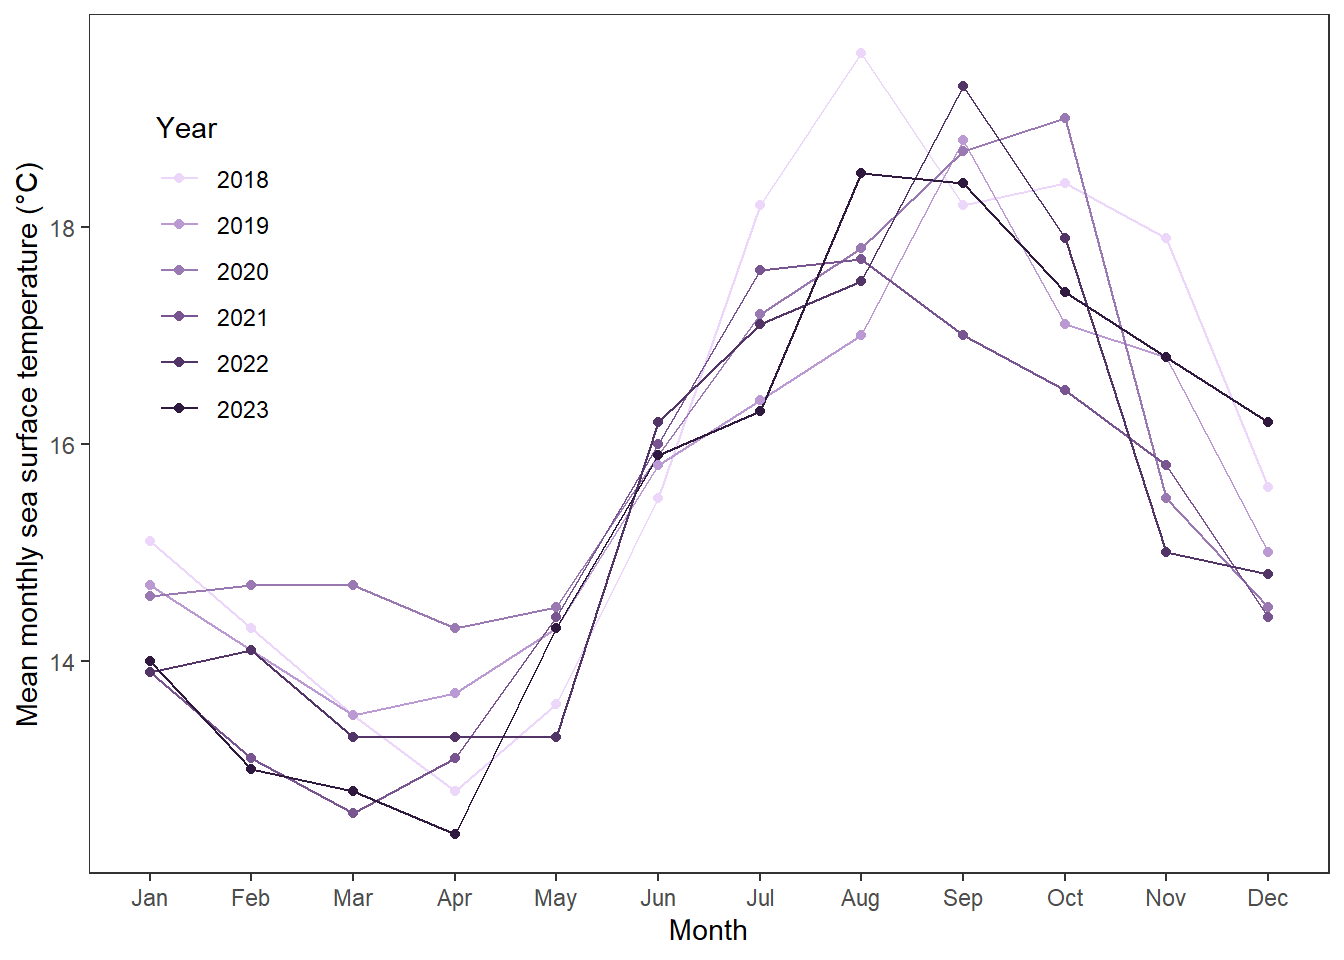 Year
2018
2019
2020
2021
2022
2023
Mean monthly sea surface temperature (°C)
18
16
14
Jan Feb Mar Apr May Jun Jul Aug Sep Oct Nov Dec
Month